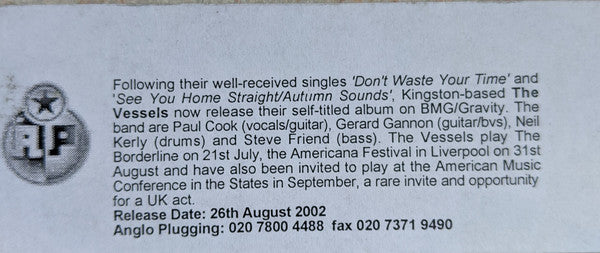 Following their well-received singles 'Don't Waste Your Time' and
'See You Home Straight/Autumn Sounds', Kingston-based The
Vessels now release their self-titled album on BMG/Gravity. The
band are Paul Cook (vocals/guitar), Gerard Gannon (guitar/bvs), Neil
Kerly (drums) and Steve Friend (bass). The Vessels play The
Borderline on 21st July, the Americana Festival in Liverpool on 31st
August and have also been invited to play at the American Music
Conference in the States in September, a rare invite and opportunity
for a UK act.
Release Date: 26th August 2002
Anglo Plugging: 020 7800 4488 fax 020 7371 9490
AP